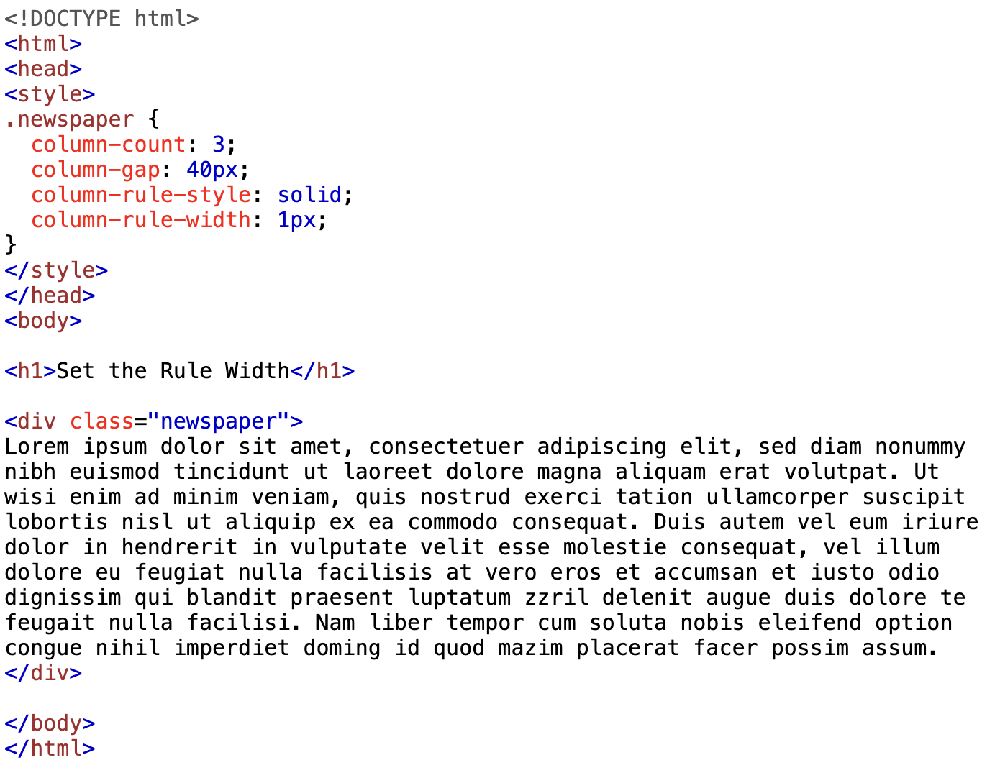 <!DOCTYPE html>
<html>
<head>
<style>
.newspaper {
  column-count: 3;
  column-gap: 40px;
  column-rule-style: solid;
  column-rule-width: 1px;
}
</style>
</head>
<body>

<h1>Set the Rule Width</h1>

<div class="newspaper">
Lorem ipsum dolor sit amet, consectetuer adipiscing elit, sed diam nonummy
nibh euismod tincidunt ut laoreet dolore magna aliquam erat volutpat. Ut
wisi enim ad minim veniam, quis nostrud exerci tation ullamcorper suscipit
lobortis nisl ut aliquip ex ea commodo consequat. Duis autem vel eum iriure
dolor in hendrerit in vulputate velit esse molestie consequat, vel illum
dolore eu feugiat nulla facilisis at vero eros et accumsan et iusto odio
dignissim qui blandit praesent luptatum zzril delenit augue duis dolore te
feugait nulla facilisi. Nam liber tempor cum soluta nobis eleifend option
congue nihil imperdiet doming id quod mazim placerat facer possim assum.
</div>

</body>
</html>